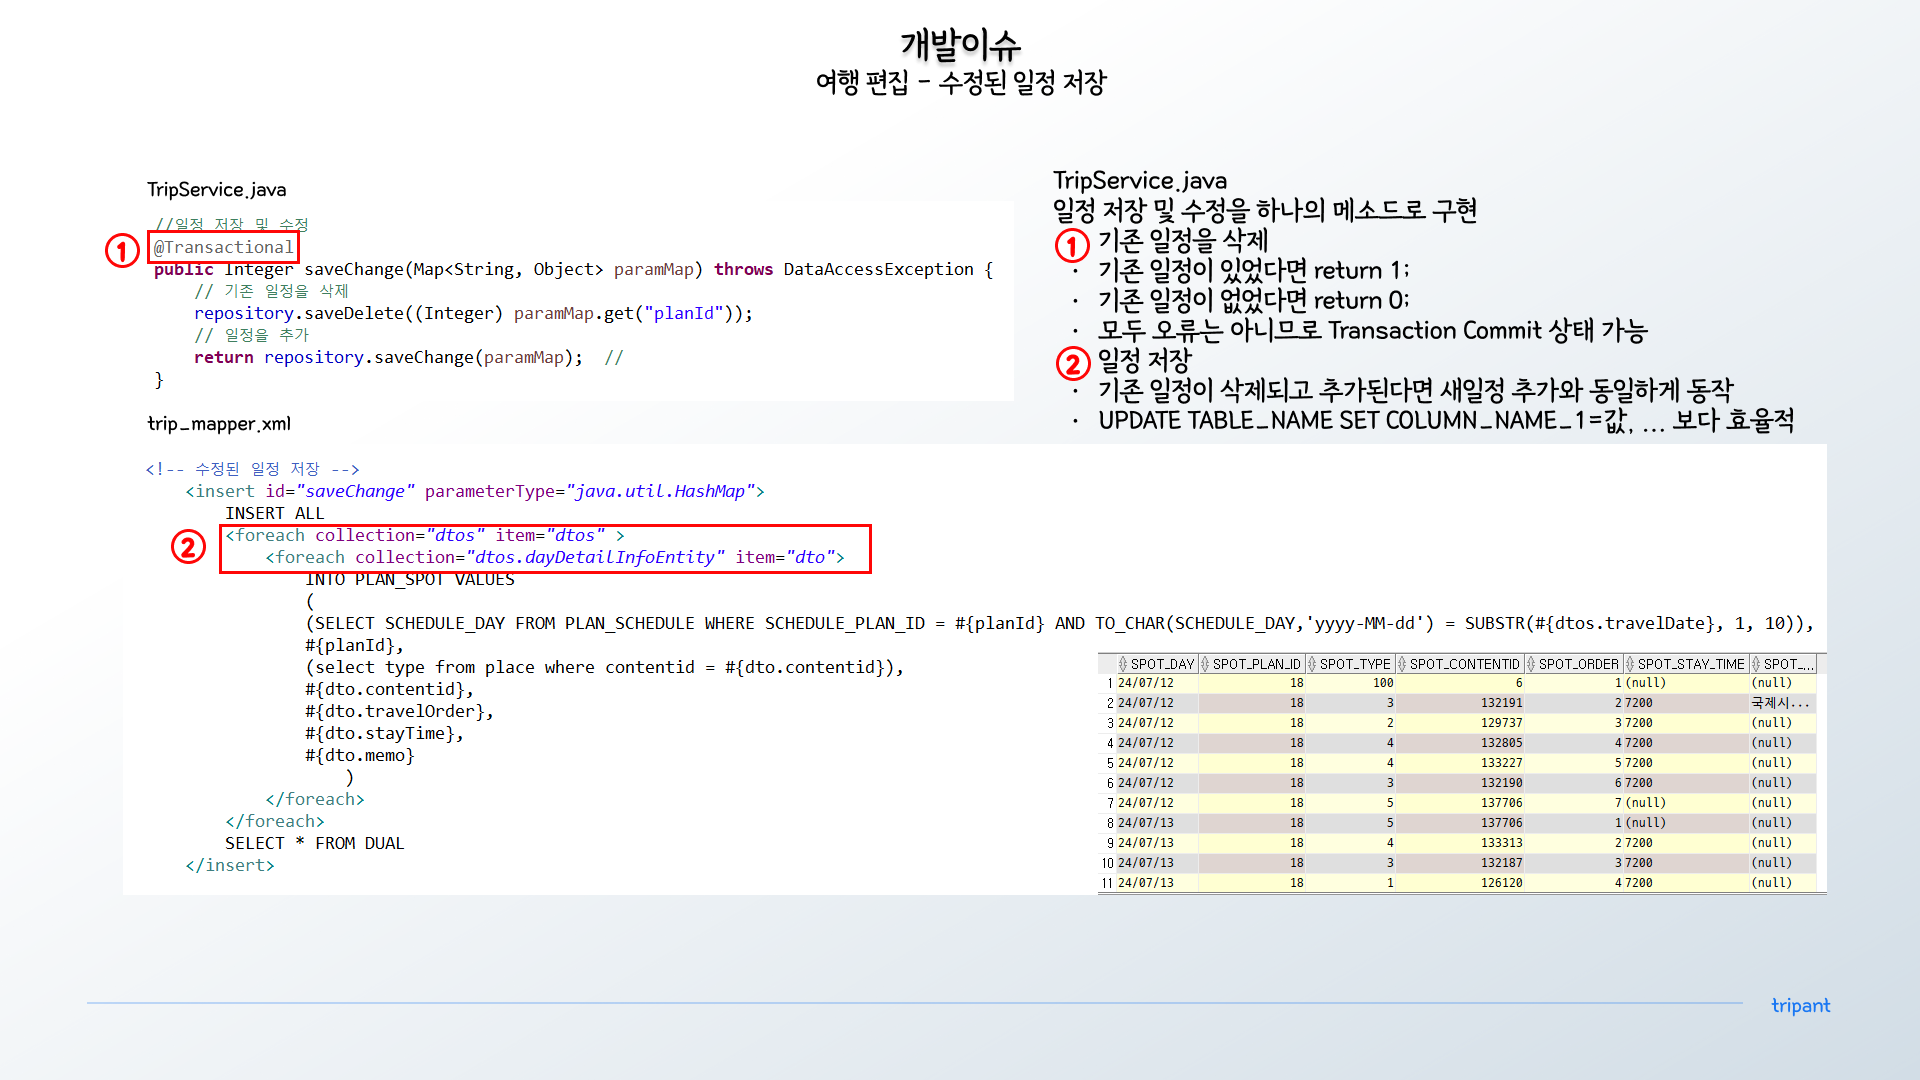 개발이슈
여행 편집 - 수정된 일정 저장
TripService.java
//일정 저장 및 수정
① @Transactional
public Integer saveChange(Map<String, Object> paramMap) throws DataAccessException {
// 기존 일정을 삭제
repository.saveDelete((Integer) paramMap.get("planId"));
// 일정을 추가
return repository.saveChange(paramMap);  //
}
TripService.java
일정 저장 및 수정을 하나의 메소드로 구현
① 기존 일정을 삭제
· 기존 일정이 있었다면 return 1;
· 기존 일정이 없었다면 return 0;
· 모두 오류는 아니므로 Transaction Commit 상태 가능
② 일정 저장
· 기존 일정이 삭제되고 추가된다면 새일정 추가와 동일하게 동작
· UPDATE TABLE_NAME SET COLUMN_NAME_1=값, ... 보다 효율적
trip_mapper.xml
<!-- 수정된 일정 저장 -->
<insert id="saveChange" parameterType="java.util.HashMap">
INSERT ALL
② <foreach collection="dtos" item="dtos" >
<foreach collection="dtos.dayDetailInfoEntity" item="dto">
INTO PLAN_SPOT VALUES
(
(SELECT SCHEDULE_DAY FROM PLAN_SCHEDULE WHERE SCHEDULE_PLAN_ID = #{planId} AND TO_CHAR(SCHEDULE_DAY,'yyyy-MM-dd') = SUBSTR(#{dtos.travelDate}, 1, 10)),
#{planId},
(select type from place where contentid = #{dto.contentid}),
#{dto.contentid},
#{dto.travelOrder},
#{dto.stayTime},
#{dto.memo}
)
</foreach>
</foreach>
SELECT * FROM DUAL
</insert>
SPOT_DAY SPOT_PLAN_ID SPOT_TYPE SPOT_CONTENTID SPOT_ORDER SPOT_STAY_TIME SPOT_...
1 24/07/12 18 100 6 1 (null) (null)
2 24/07/12 18 3 132191 2 7200 국제시...
3 24/07/12 18 2 129737 3 7200 (null)
4 24/07/12 18 4 132805 4 7200 (null)
5 24/07/12 18 4 133227 5 7200 (null)
6 24/07/12 18 3 132190 6 7200 (null)
7 24/07/12 18 5 137706 7 (null) (null)
8 24/07/13 18 5 137706 1 (null) (null)
9 24/07/13 18 4 133313 2 7200 (null)
10 24/07/13 18 3 132187 3 7200 (null)
11 24/07/13 18 1 126120 4 7200 (null)
tripant